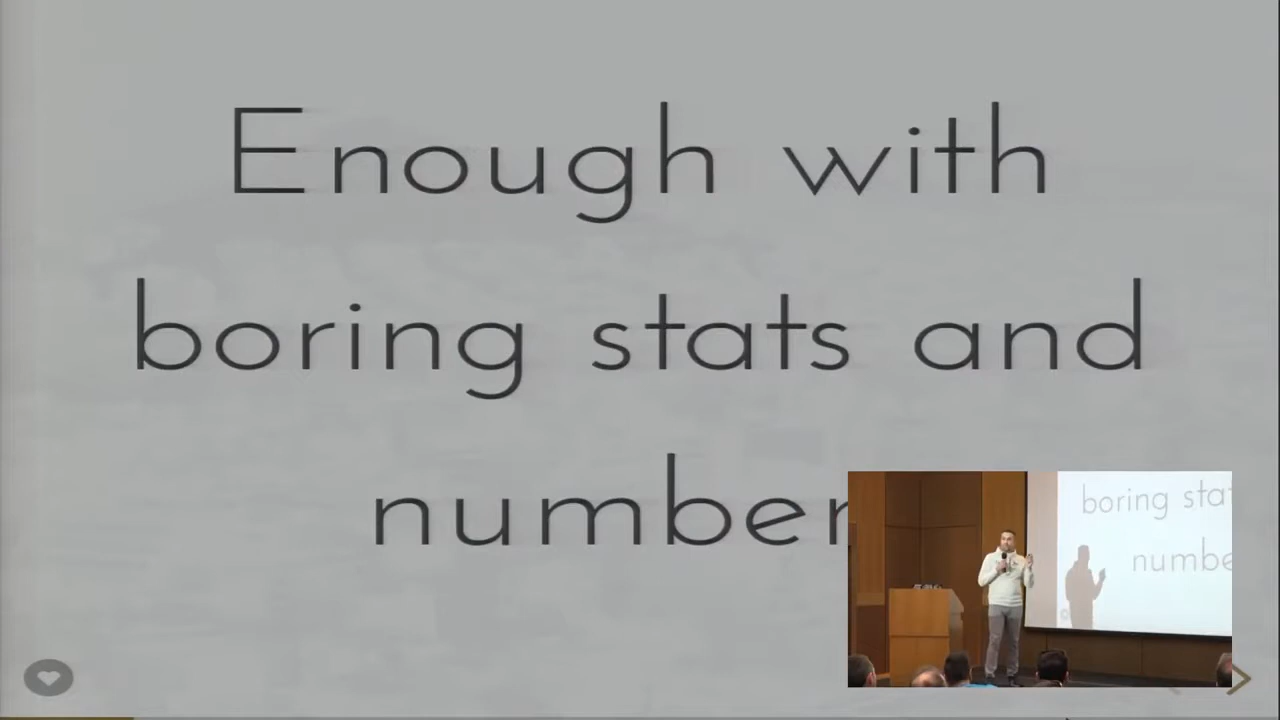 Enough with
boring stats and
number
boring stat
numbe